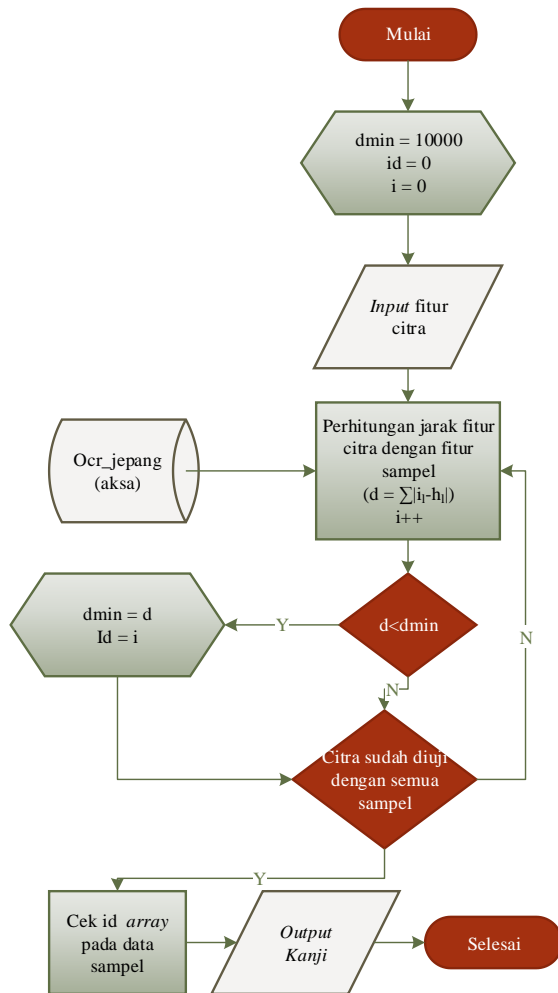 Mulai
dmin = 10000
id = 0
i = 0
Input fitur
citra
Perhitungan jarak fitur
citra dengan fitur
sampel
(d = ∑|iₗ-hₗ|)
i++
Ocr_jepang
(aksa)
dmin = d
Id = i
Y
d<dmin
N
N
Citra sudah diuji
dengan semua
sampel
Y
Cek id array
pada data
sampel
Output
Kanji
Selesai